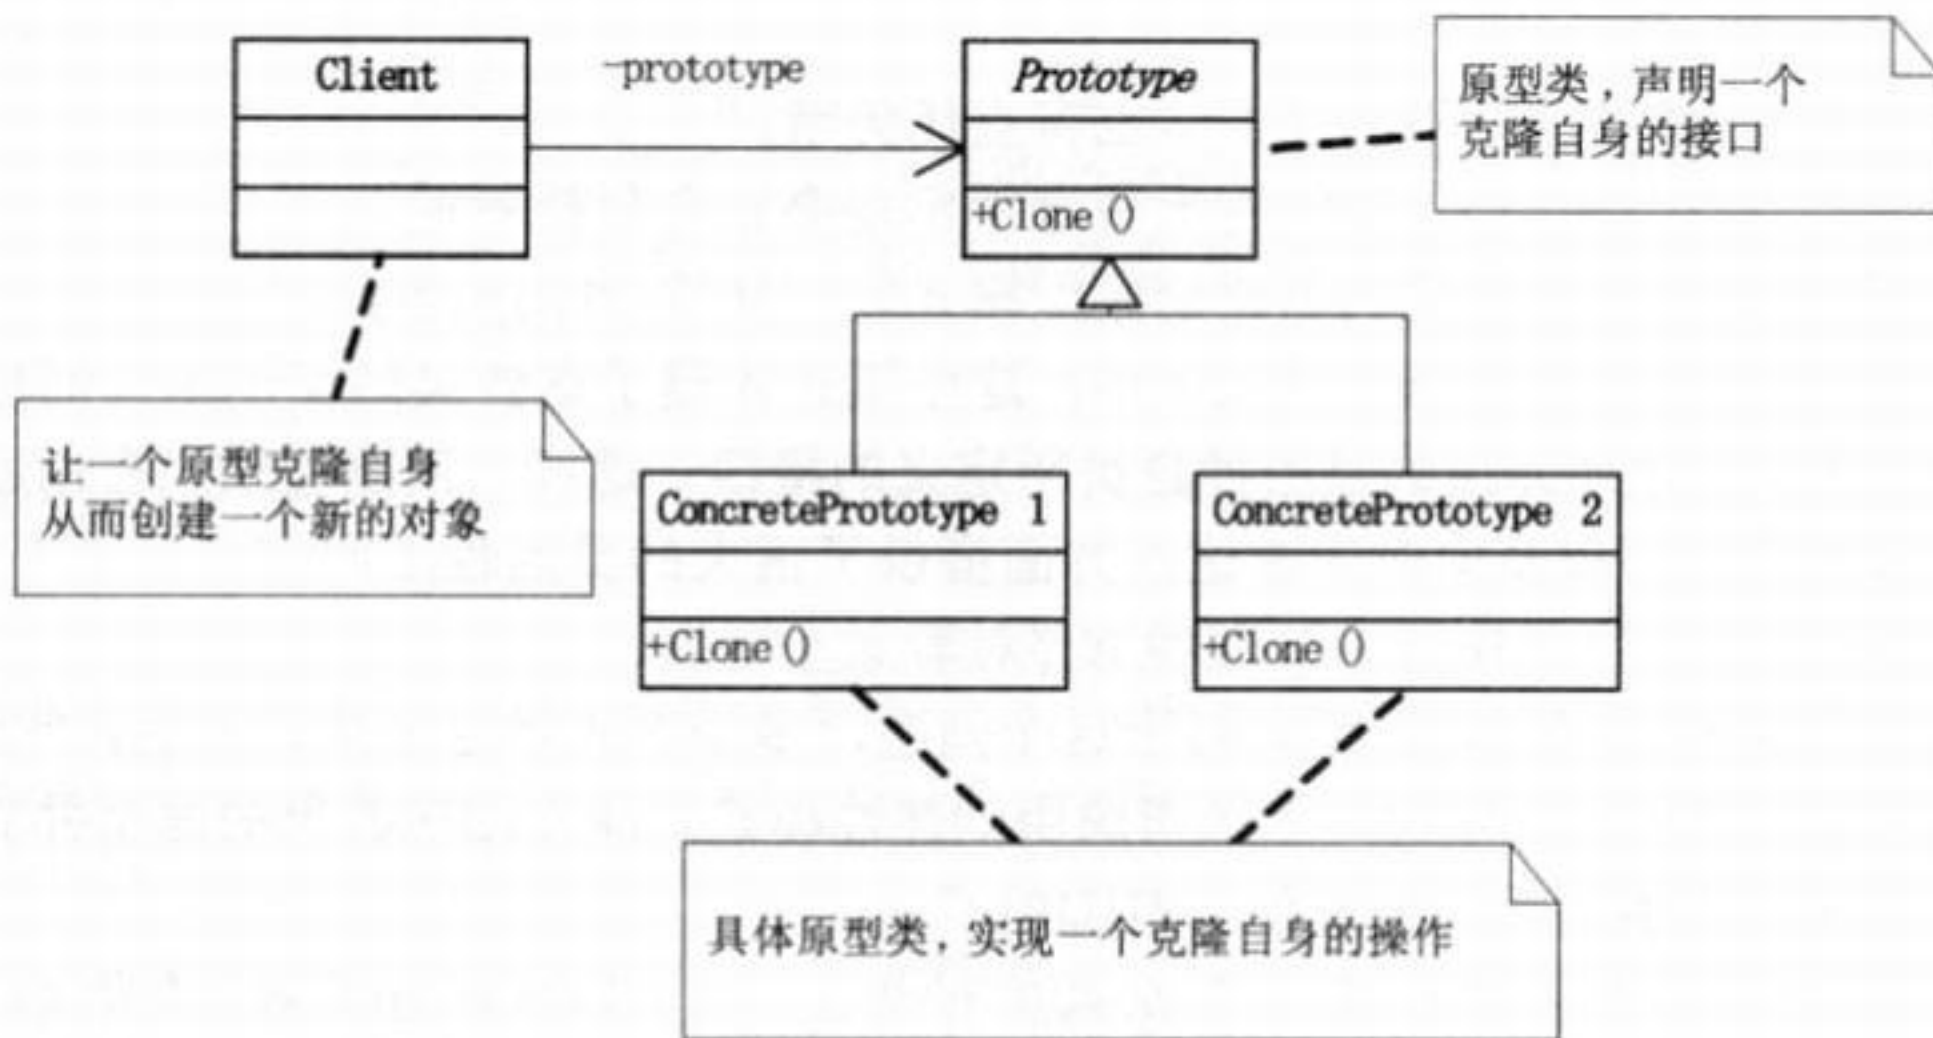 Client
-prototype
Prototype
+Clone ()
原型类，声明一个
克隆自身的接口
让一个原型克隆自身
从而创建一个新的对象
ConcretePrototype 1
+Clone ()
ConcretePrototype 2
+Clone ()
具体原型类，实现一个克隆自身的操作